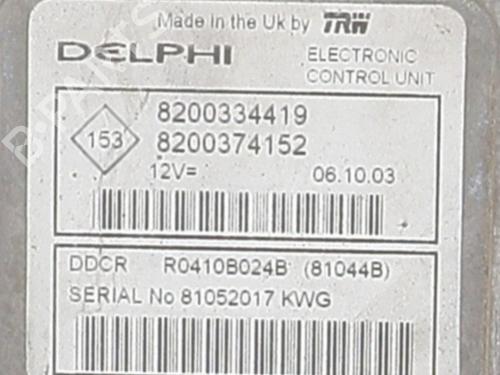 Made in the Uk by TRW
DELPHI
ELECTRONIC
CONTROL UNIT
153
8200334419
8200374152
12V=
06.10.03
DDCR R0410B024B (81044B)
SERIAL No 81052017 KWG
B-PARTS